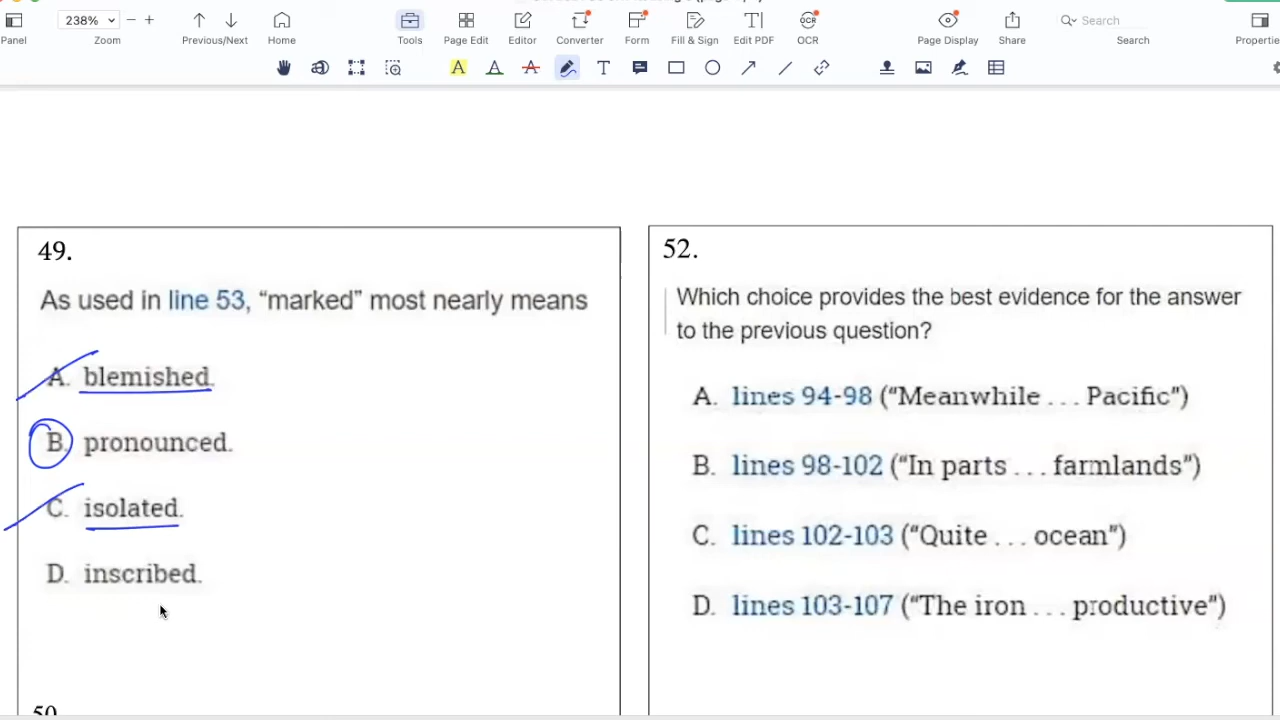 238%
Panel
Zoom
Previous/Next
Home
Tools
Page Edit
Editor
Converter
Form
Fill & Sign
Edit PDF
OCR
OCR
Page Display
Share
Search
Search
Propertie
49.
As used in line 53, “marked” most nearly means
A. blemished.
B. pronounced.
C. isolated.
D. inscribed.
50
52.
Which choice provides the best evidence for the answer
to the previous question?
A. lines 94-98 (“Meanwhile . . . Pacific”)
B. lines 98-102 (“In parts . . . farmlands”)
C. lines 102-103 (“Quite . . . ocean”)
D. lines 103-107 (“The iron . . . productive”)